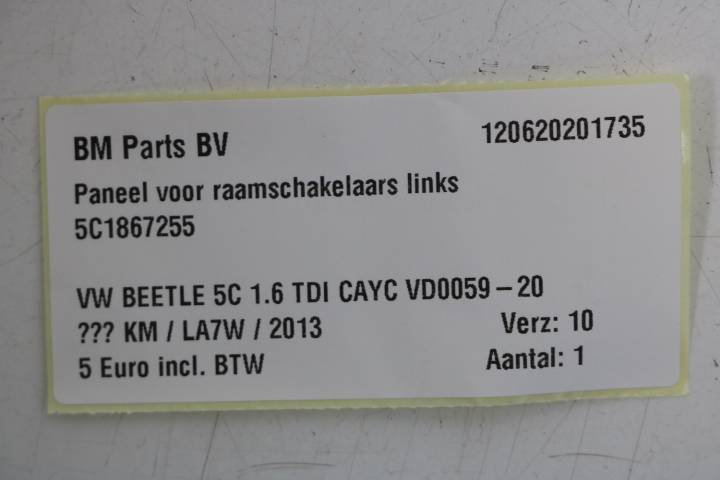 BM Parts BV 120620201735
Paneel voor raamschakelaars links
5C1867255
VW BEETLE 5C 1.6 TDI CAYC VD0059 – 20
??? KM / LA7W / 2013 Verz: 10
5 Euro incl. BTW Aantal: 1